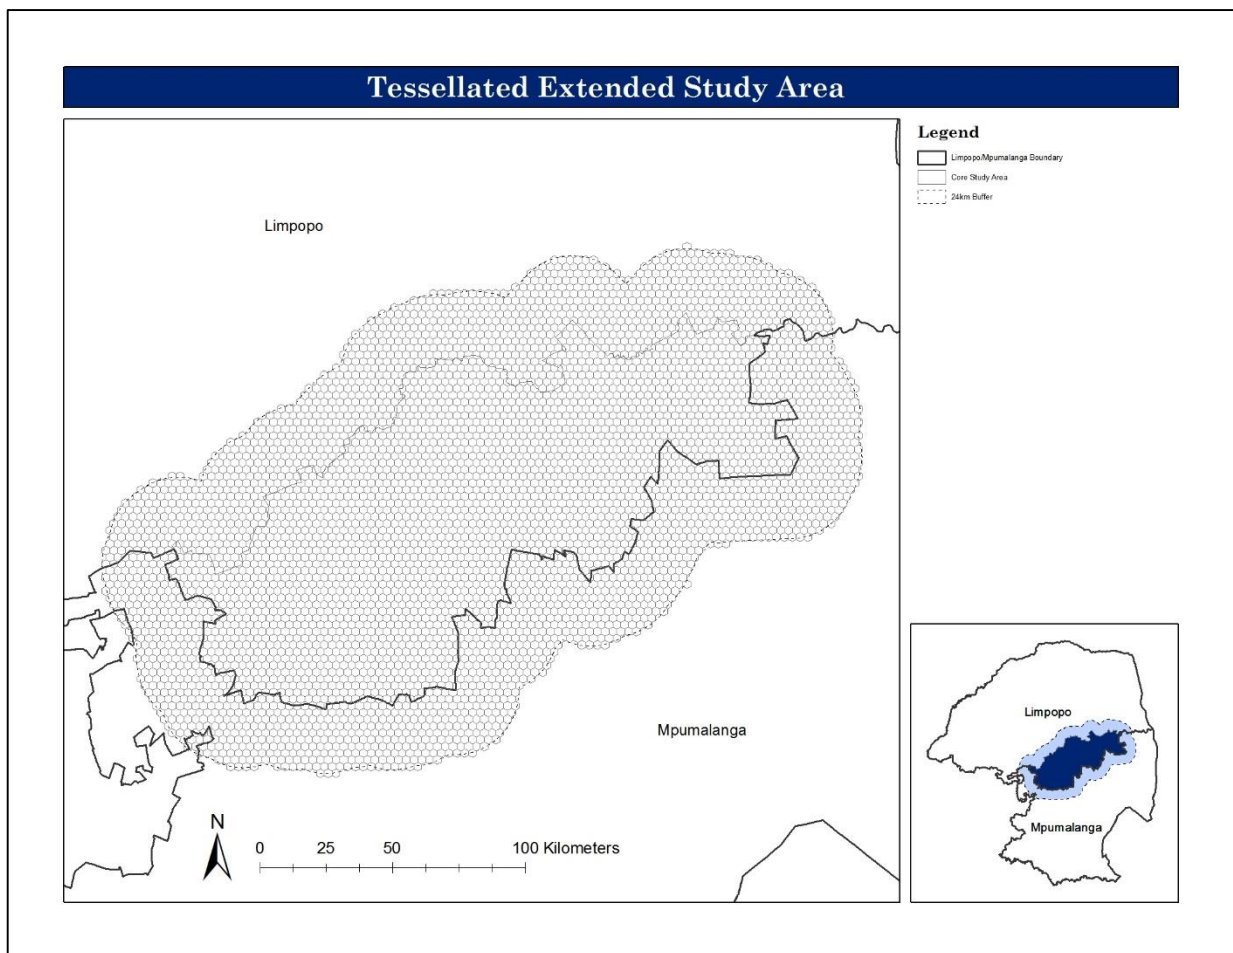 Tessellated Extended Study Area
Legend
Limpopo/Mpumalanga Boundary
Core Study Area
24km Buffer
Limpopo
Mpumalanga
N
0 25 50 100 Kilometers
Limpopo
Mpumalanga